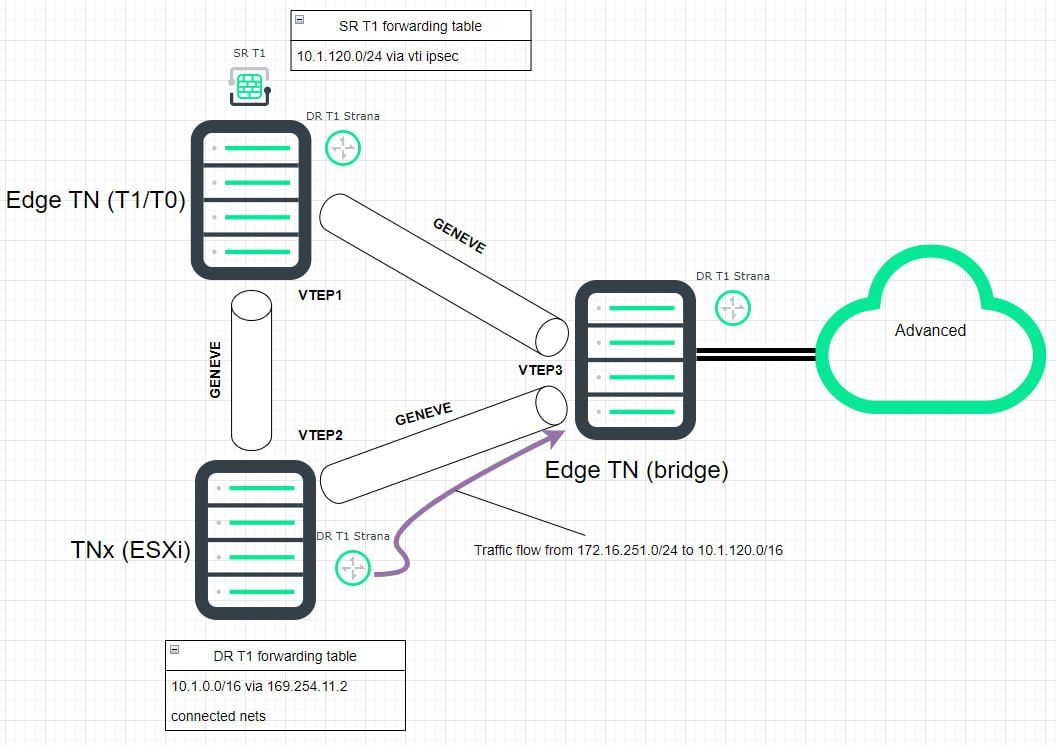 SR T1 forwarding table
10.1.120.0/24 via vti ipsec
SR T1
DR T1 Strana
Edge TN (T1/T0)
GENEVE
VTEP1
DR T1 Strana
Advanced
GENEVE
VTEP3
GENEVE
VTEP2
Edge TN (bridge)
TNx (ESXi)
DR T1 Strana
Traffic flow from 172.16.251.0/24 to 10.1.120.0/16
DR T1 forwarding table
10.1.0.0/16 via 169.254.11.2
connected nets